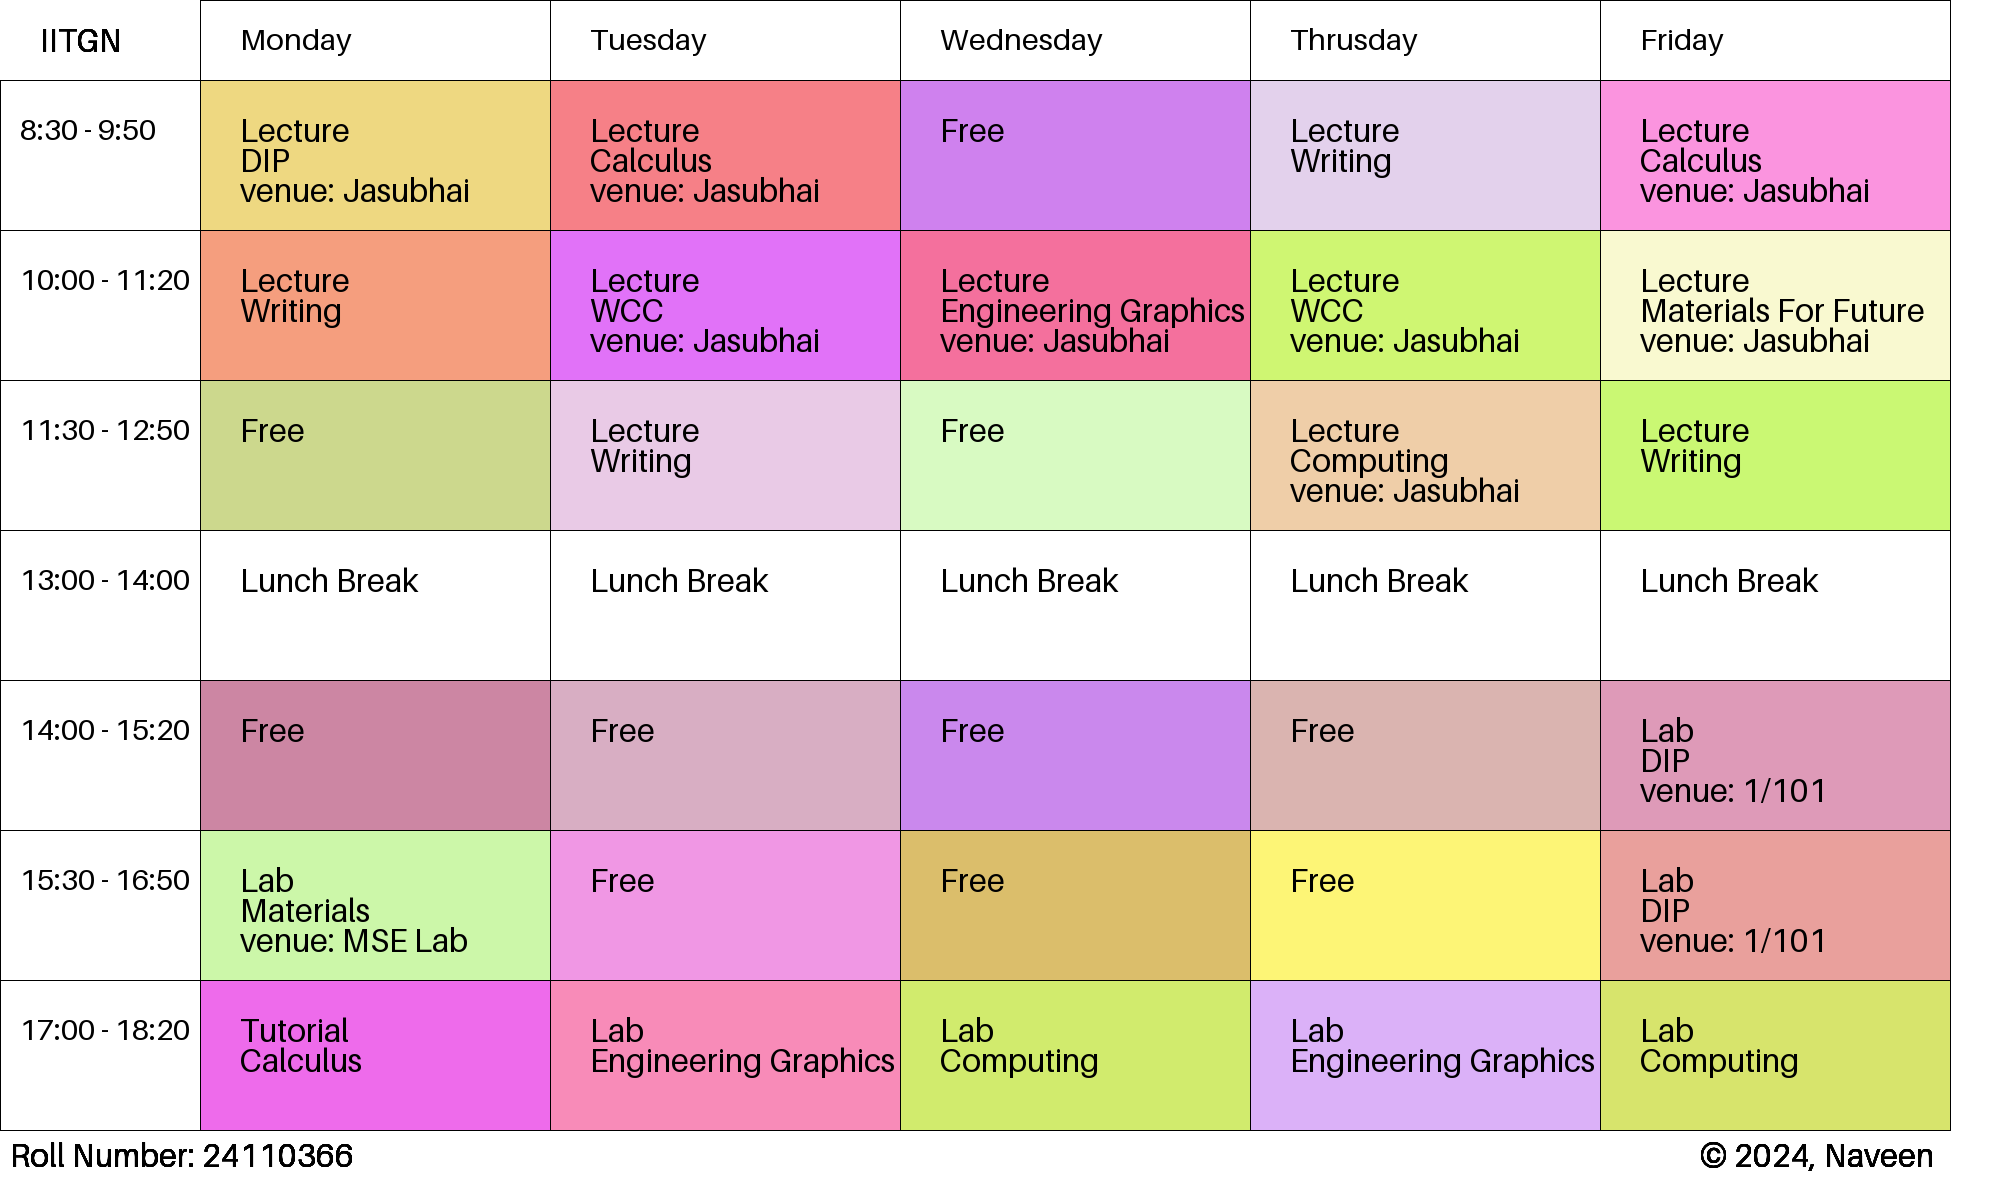 IITGN
Monday
Tuesday
Wednesday
Thrusday
Friday
8:30 - 9:50
Lecture
DIP
venue: Jasubhai
Lecture
Calculus
venue: Jasubhai
Free
Lecture
Writing
Lecture
Calculus
venue: Jasubhai
10:00 - 11:20
Lecture
Writing
Lecture
WCC
venue: Jasubhai
Lecture
Engineering Graphics
venue: Jasubhai
Lecture
WCC
venue: Jasubhai
Lecture
Materials For Future
venue: Jasubhai
11:30 - 12:50
Free
Lecture
Writing
Free
Lecture
Computing
venue: Jasubhai
Lecture
Writing
13:00 - 14:00
Lunch Break
Lunch Break
Lunch Break
Lunch Break
Lunch Break
14:00 - 15:20
Free
Free
Free
Free
Lab
DIP
venue: 1/101
15:30 - 16:50
Lab
Materials
venue: MSE Lab
Free
Free
Free
Lab
DIP
venue: 1/101
17:00 - 18:20
Tutorial
Calculus
Lab
Engineering Graphics
Lab
Computing
Lab
Engineering Graphics
Lab
Computing
Roll Number: 24110366
© 2024, Naveen